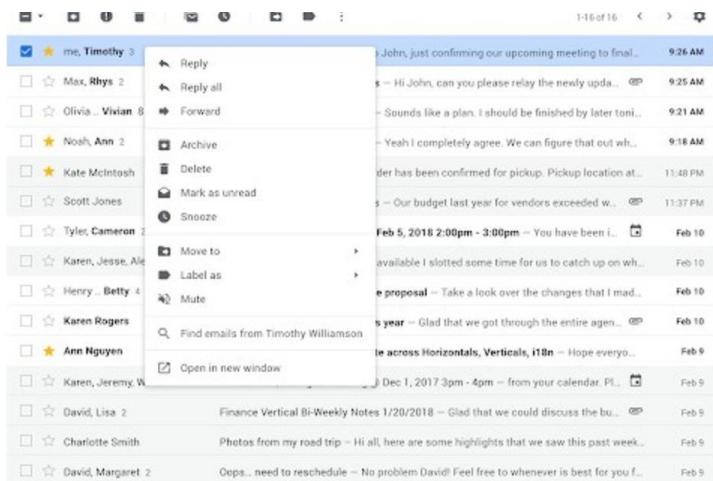 1-16 of 16
me, Timothy 3 John, just confirming our upcoming meeting to final... 9:26 AM
Reply
Max, Rhys 2 s – Hi John, can you please relay the newly upda... 9:25 AM
Reply all
Olivia .. Vivian 8 – Sounds like a plan. I should be finished by later toni... 9:21 AM
Forward
Noah, Ann 2 – Yeah I completely agree. We can figure that out wh... 9:18 AM
Archive
Kate McIntosh der has been confirmed for pickup. Pickup location at... 11:48 PM
Delete
Mark as unread
Scott Jones s – Our budget last year for vendors exceeded w... 11:37 PM
Snooze
Tyler, Cameron 2 Feb 5, 2018 2:00pm - 3:00pm – You have been i... Feb 10
Move to
Karen, Jesse, Ale available I slotted some time for us to catch up on wh... Feb 10
Label as
Henry .. Betty 4 e proposal – Take a look over the changes that I mad... Feb 10
Mute
Karen Rogers s year – Glad that we got through the entire agen... Feb 10
Find emails from Timothy Williamson
Ann Nguyen te across Horizontals, Verticals, i18n – Hope everyo... Feb 9
Open in new window
Karen, Jeremy, W Dec 1, 2017 3pm - 4pm – from your calendar. Pl... Feb 9
David, Lisa 2 Finance Vertical Bi-Weekly Notes 1/20/2018 – Glad that we could discuss the bu... Feb 9
Charlotte Smith Photos from my road trip – Hi all, here are some highlights that we saw this past week... Feb 9
David, Margaret 2 Oops... need to reschedule – No problem David! Feel free to whenever is best for you f... Feb 9